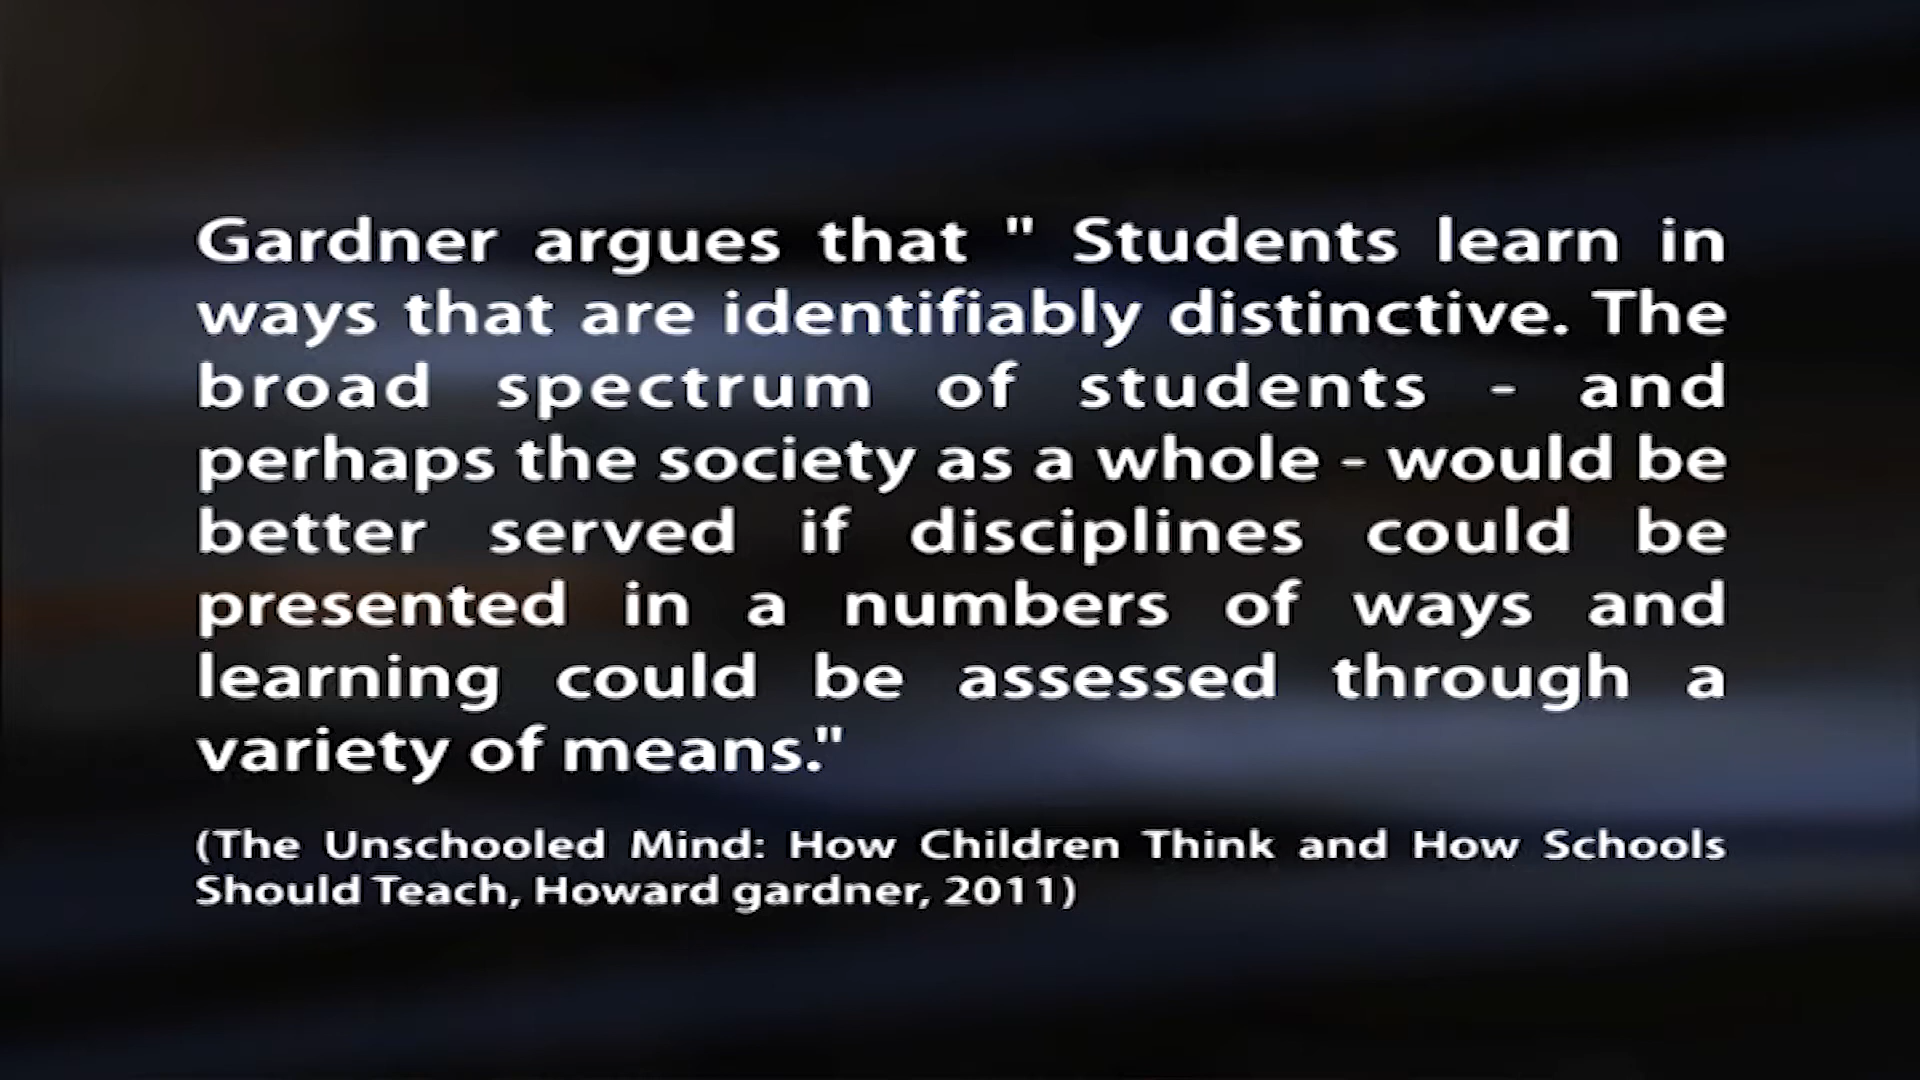 Gardner argues that " Students learn in
ways that are identifiably distinctive. The
broad spectrum of students - and
perhaps the society as a whole - would be
better served if disciplines could be
presented in a numbers of ways and
learning could be assessed through a
variety of means."
(The Unschooled Mind: How Children Think and How Schools
Should Teach, Howard gardner, 2011)